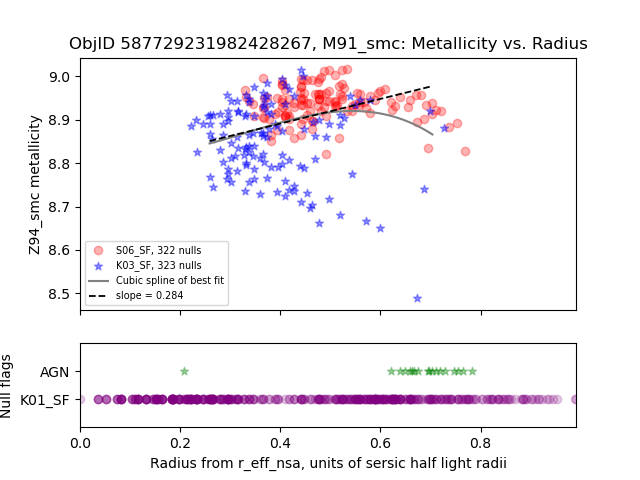 ObjID 587729231982428267, M91_smc: Metallicity vs. Radius
Z94_smc metallicity
9.0
8.9
8.8
8.7
8.6
8.5
S06_SF, 322 nulls
K03_SF, 323 nulls
Cubic spline of best fit
slope = 0.284
Null flags
AGN
K01_SF
0.0 0.2 0.4 0.6 0.8
Radius from r_eff_nsa, units of sersic half light radii